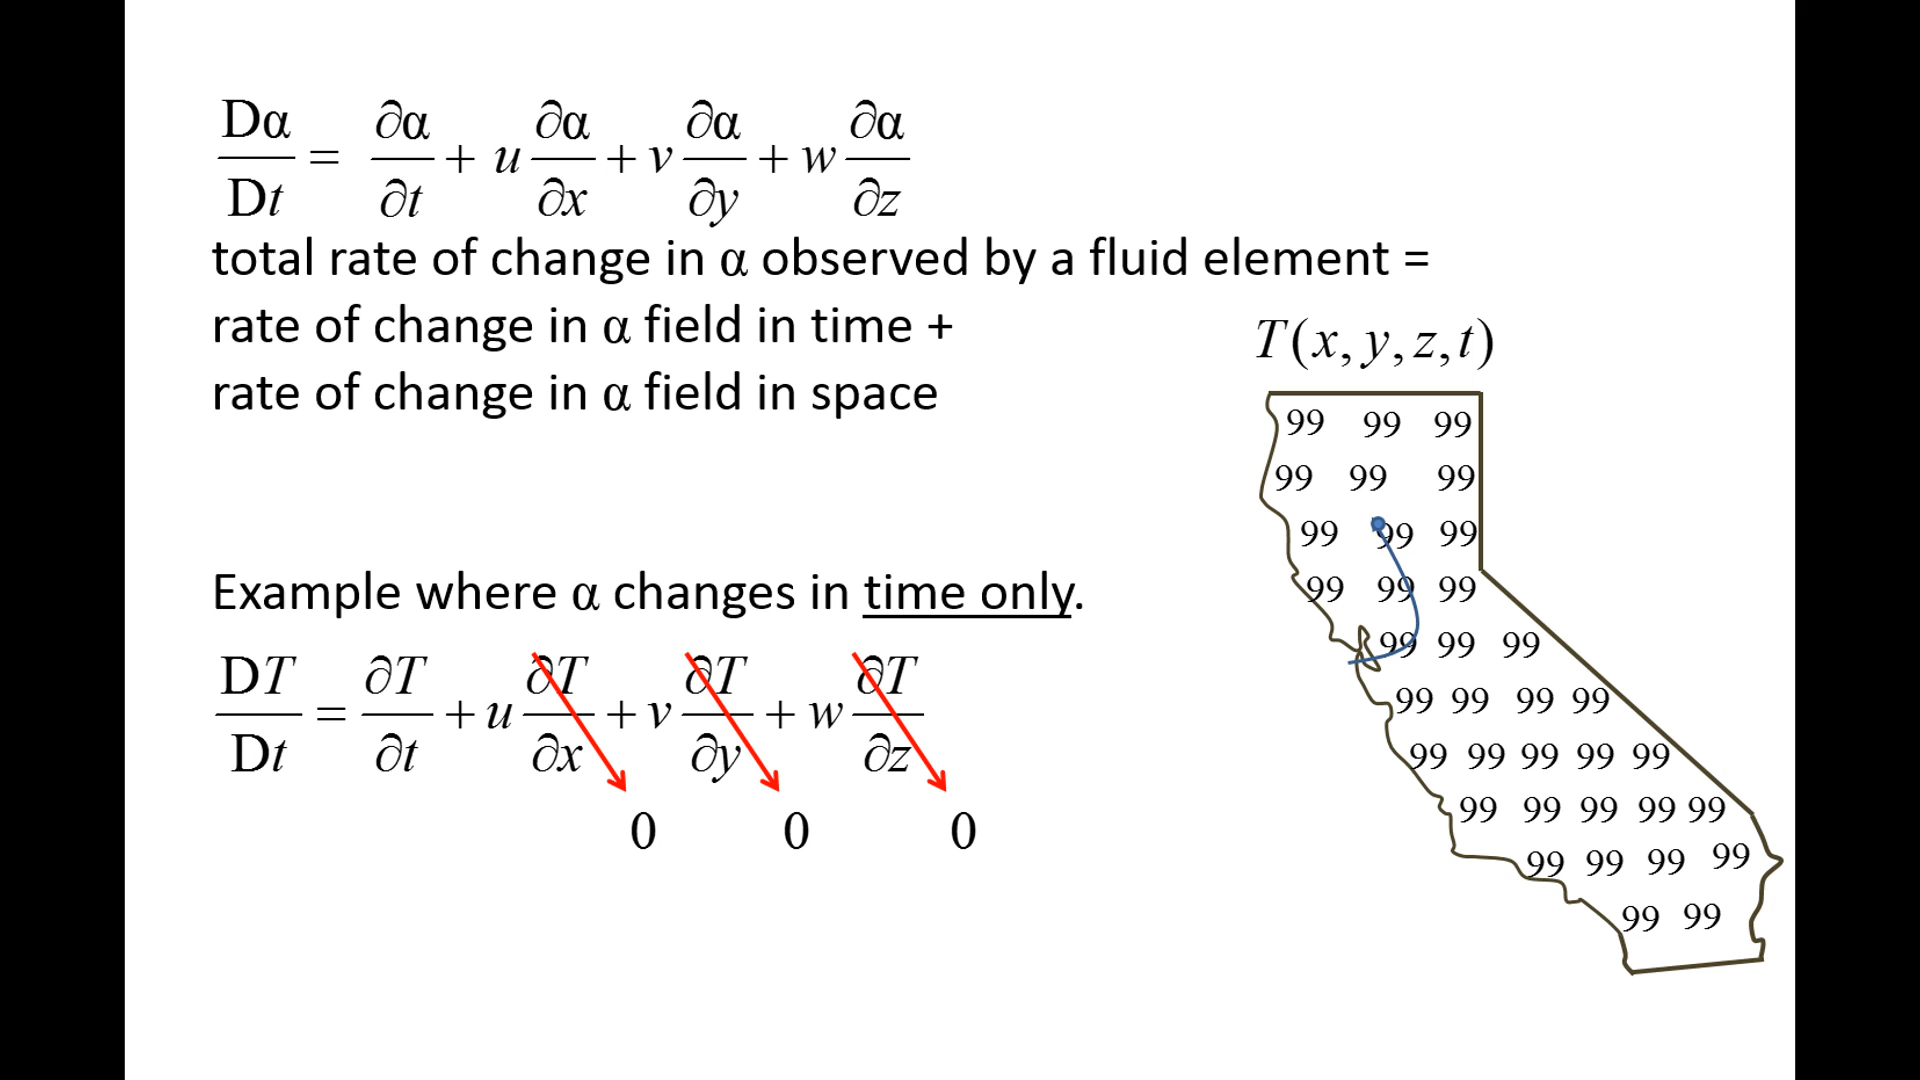 Dα/Dt = ∂α/∂t + u ∂α/∂x + v ∂α/∂y + w ∂α/∂z
total rate of change in α observed by a fluid element =
rate of change in α field in time +
rate of change in α field in space
Example where α changes in time only.
DT/Dt = ∂T/∂t + u ∂T/∂x + v ∂T/∂y + w ∂T/∂z
0 0 0
T(x, y, z, t)
99 99 99
99 99 99
99 99 99
99 99 99
99 99 99
99 99 99 99
99 99 99 99 99
99 99 99 99 99
99 99 99 99
99 99